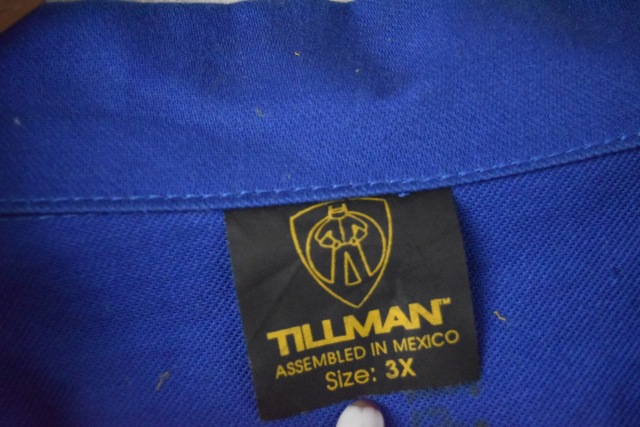 TILLMAN™
ASSEMBLED IN MEXICO
Size: 3X